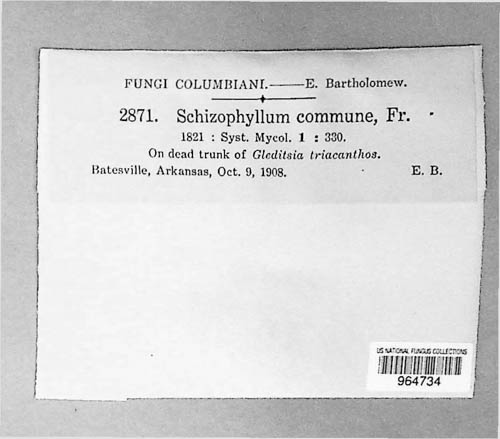 FUNGI COLUMBIANI.——E. Bartholomew.
2871. Schizophyllum commune, Fr.
1821 : Syst. Mycol. 1 : 330.
On dead trunk of Gleditsia triacanthos.
Batesville, Arkansas, Oct. 9, 1908. E. B.
US NATIONAL FUNGUS COLLECTIONS
964734